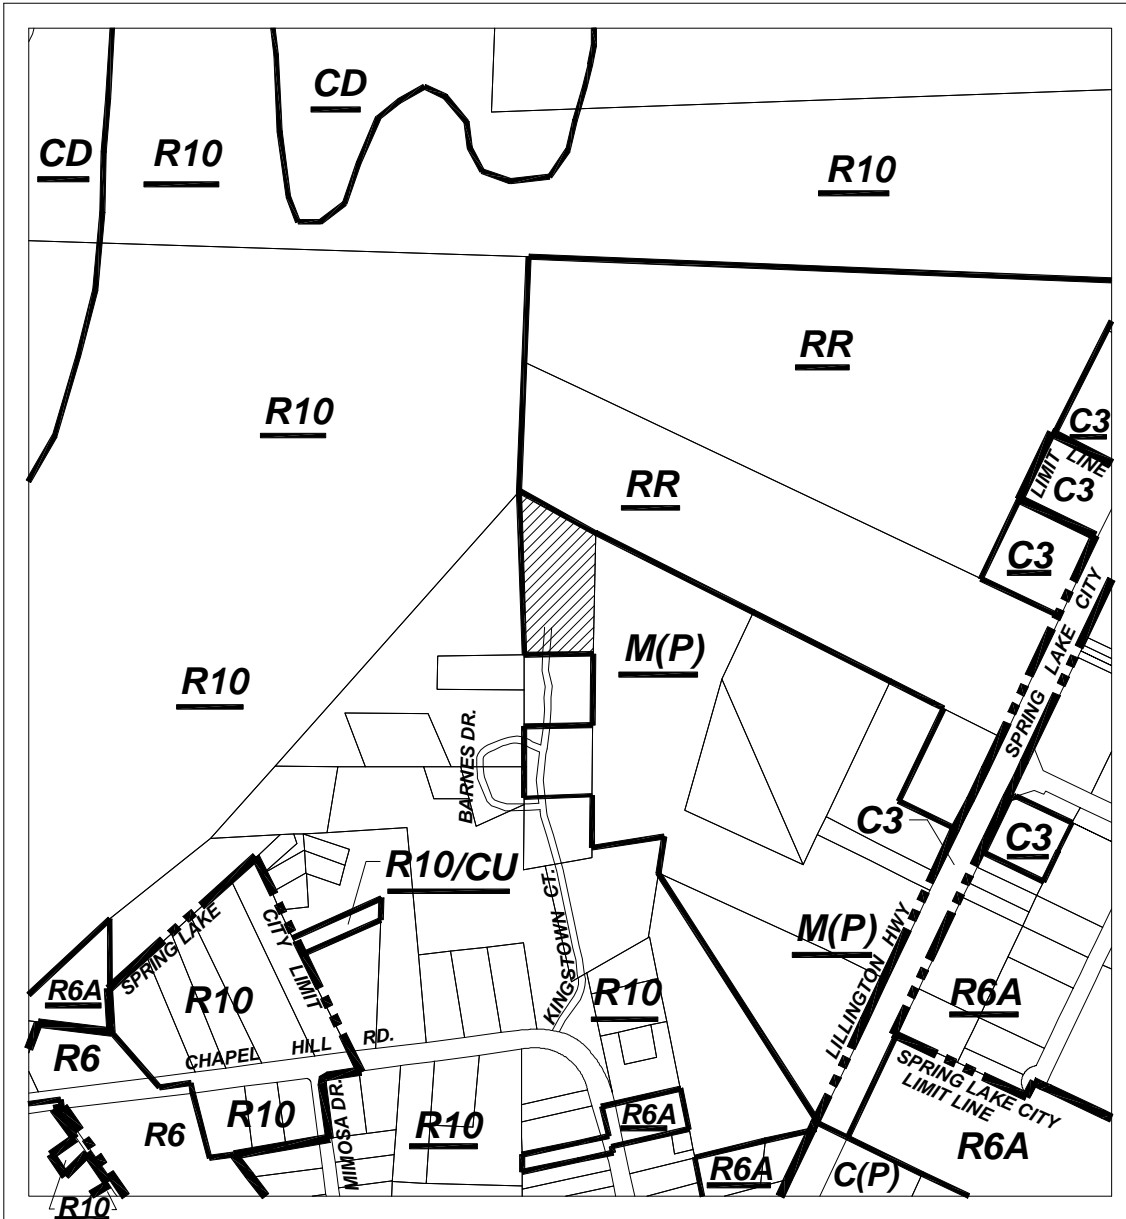 CD
CD
R10
R10
RR
R10
C3
LIMIT LINE
C3
RR
C3
SPRING LAKE CITY
M(P)
R10
BARNES DR.
C3
C3
R10/CU
KINGSTOWN CT.
SPRING LAKE
CITY LIMIT
M(P)
LILLINGTON HWY
R6A
R10
R10
R6A
R6
CHAPEL HILL RD.
SPRING LAKE CITY
LIMIT LINE
R10
R6
MIMOSA DR.
R10
R6A
R6A
R6A
C(P)
R10